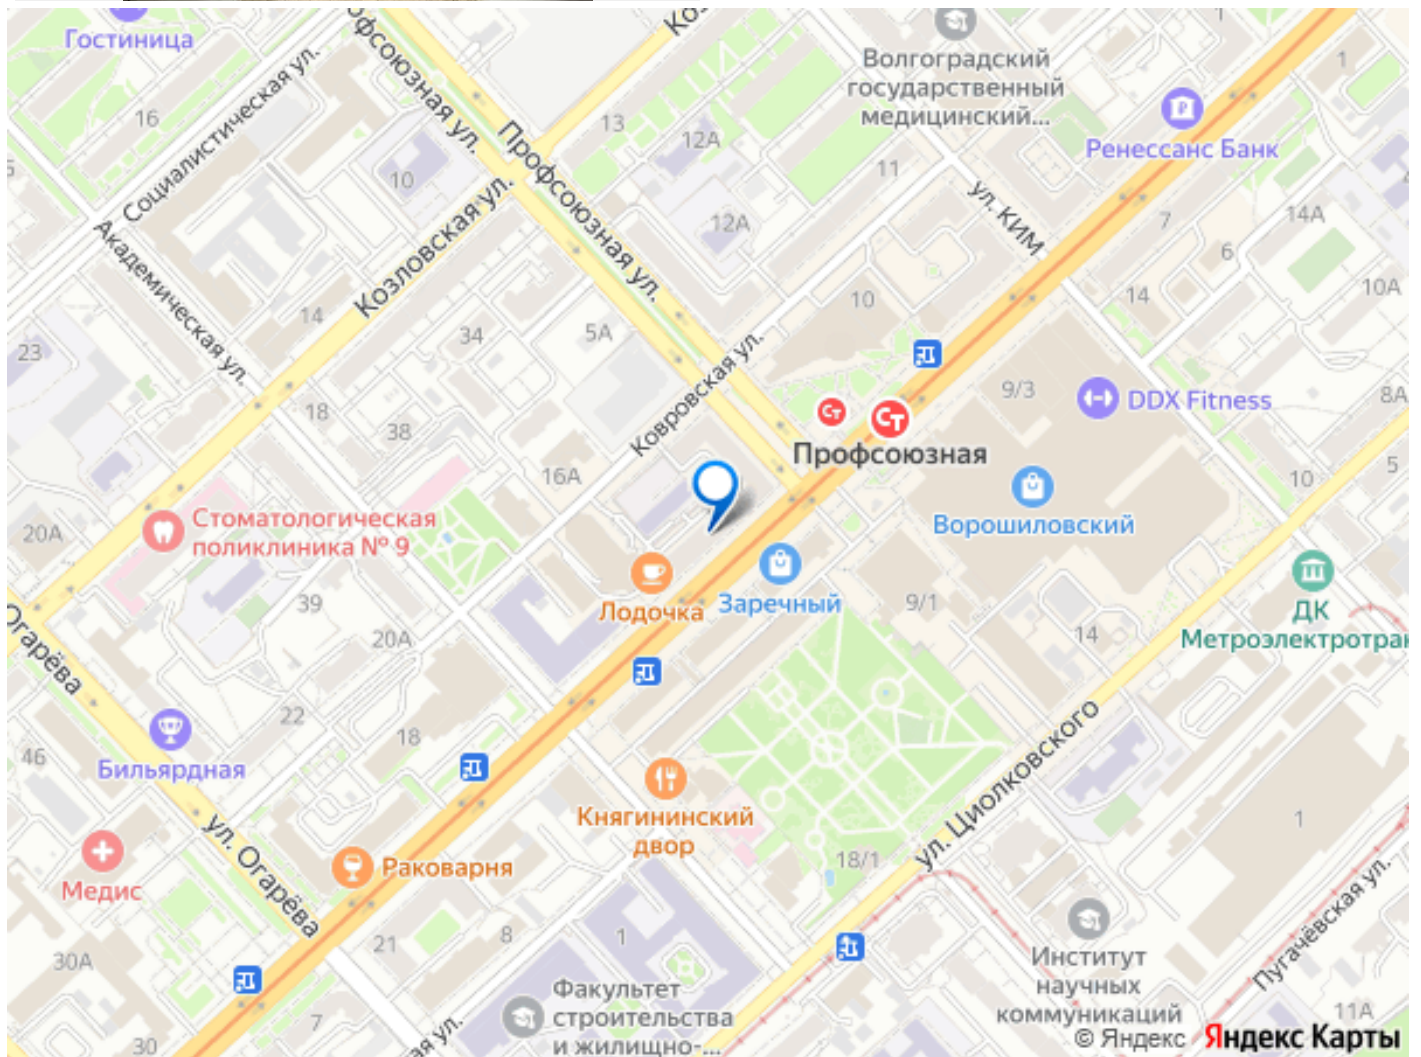 Гостиница
Социалистическая ул.
16
Профсоюзная ул.
13
12А
Волгоградский
государственный
медицинский...
1
1
Ренессанс Банк
10
11
Академическая ул.
Козловская ул.
12А
ул. КИМ
7
14А
6
14
34
5А
10
14
10А
23
Ковровская ул.
9/3
DDX Fitness
8А
18
38
Профсоюзная
16А
10
5
20А
Стоматологическая
поликлиника № 9
Ворошиловский
39
Лодочка
Заречный
9/1
ДК
Метроэлектротран
20А
14
Огарёва
22
18
46
Бильярдная
ул. Циолковского
Княгининский
двор
ул. Огарёва
Раковарня
18/1
1
Медис
Пугачёвская ул.
21
8
1
30А
Институт
научных
коммуникаций
Факультет
строительства
и жилищно-...
7
30
ая ул.
11А
© Яндекс Яндекс Карты